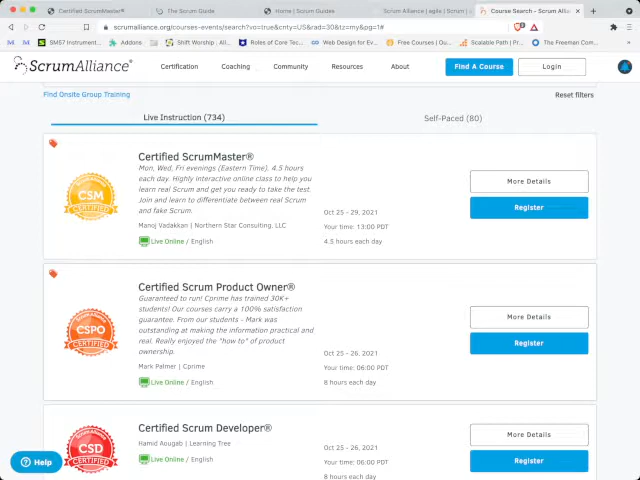 Certified ScrumMaster®
The Scrum Guide
Home | Scrum Guides
Scrum Alliance | agile | Scrum |
Course Search - Scrum Alli
scrumalliance.org/courses-events/search?vo=true&cnty=US&rad=30&tz=my&pg=1#
SM57 Instrument
Addons
Shift Worship - All
Roles of Core Tec
Web Design for Ev
Free Courses | Qu
Scalable Path | Pr
The Freeman Com
ScrumAlliance®
Certification
Coaching
Community
Resources
About
Find A Course
Login
Find Onsite Group Training
Reset filters
Live Instruction (734)
Self-Paced (80)
CSM
CERTIFIED
Certified ScrumMaster®
Mon, Wed, Fri evenings (Eastern Time). 4.5 hours
each day. Highly Interactive online class to help you
learn real Scrum and get you ready to take the test.
Join and learn to differentiate between real Scrum
and fake Scrum.
Manoj Vadakkan | Northern Star Consulting, LLC
Live Online / English
Oct 25 - 29, 2021
Your time: 13:00 PDT
4.5 hours each day
More Details
Register
CSPO
CERTIFIED
Certified Scrum Product Owner®
Guaranteed to run! Cprime has trained 30K+
students! Our courses carry a 100% satisfaction
guarantee. From our students - Mark was
outstanding at making the information practical and
real. Really enjoyed the "how to" of product
ownership.
Mark Palmer | Cprime
Live Online / English
Oct 25 - 26, 2021
Your time: 06:00 PDT
8 hours each day
More Details
Register
CSD
CERTIFIED
Certified Scrum Developer®
Hamid Aougab | Learning Tree
Live Online / English
Oct 25 - 26, 2021
Your time: 06:00 PDT
8 hours each day
More Details
Register
Help